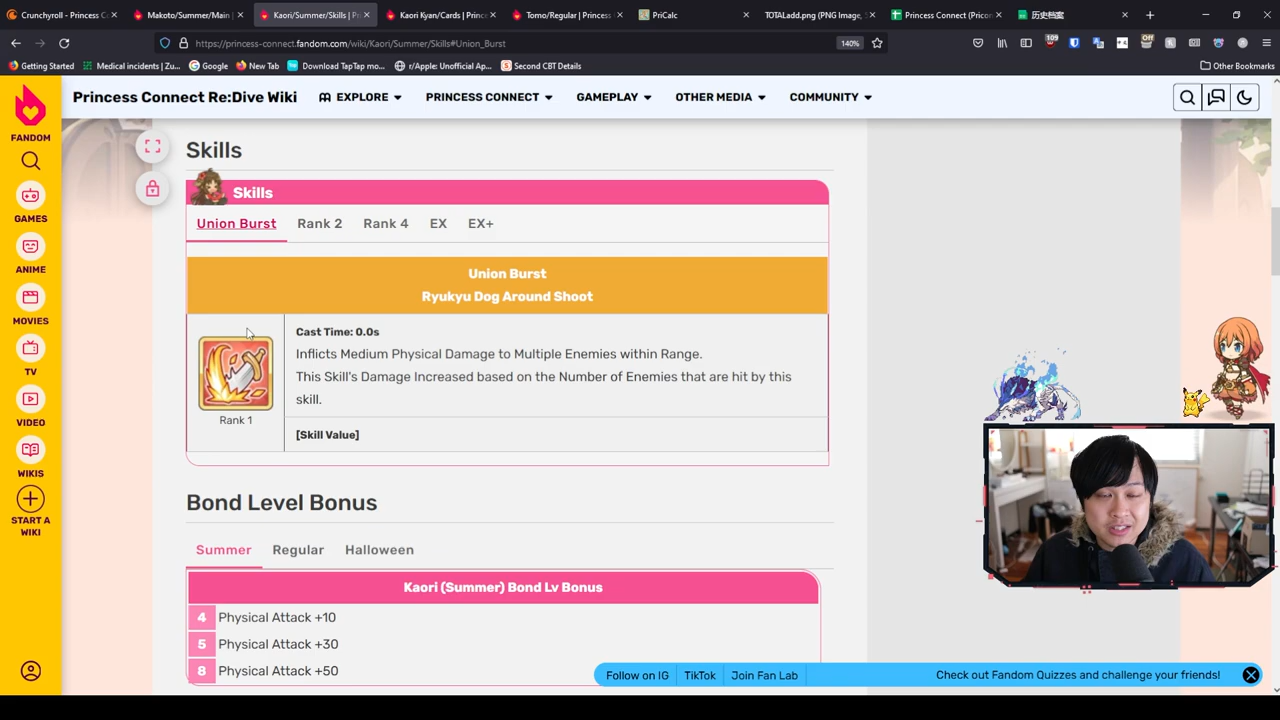 Crunchyroll - Princess C
Makoto/Summer/Main |
Kaori/Summer/Skills | Pri
Kaori Kyan/Cards | Prince
Tomo/Regular | Princess
PriCalc
TOTALadd.png (PNG Image,
Princess Connect (Pricon
历史档案
https://princess-connect.fandom.com/wiki/Kaori/Summer/Skills#Union_Burst
140%
109
Off
Getting Started
Medical incidents | Zu...
Google
New Tab
Download TapTap mo...
r/Apple: Unofficial Ap...
Second CBT Details
Other Bookmarks
FANDOM
GAMES
ANIME
MOVIES
TV
VIDEO
WIKIS
START A
WIKI
Princess Connect Re:Dive Wiki
EXPLORE
PRINCESS CONNECT
GAMEPLAY
OTHER MEDIA
COMMUNITY
Skills
Skills
Union Burst
Rank 2
Rank 4
EX
EX+
Union Burst
Ryukyu Dog Around Shoot
Rank 1
Cast Time: 0.0s
Inflicts Medium Physical Damage to Multiple Enemies within Range.
This Skill's Damage Increased based on the Number of Enemies that are hit by this
skill.
[Skill Value]
Bond Level Bonus
Summer
Regular
Halloween
Kaori (Summer) Bond Lv Bonus
4 Physical Attack +10
5 Physical Attack +30
8 Physical Attack +50
Follow on IG
TikTok
Join Fan Lab
Check out Fandom Quizzes and challenge your friends!